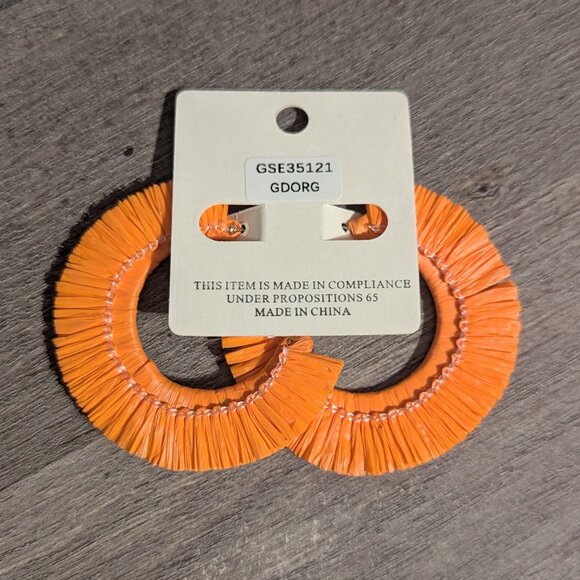 GSE35121
GDORG
THIS ITEM IS MADE IN COMPLIANCE
UNDER PROPOSITIONS 65
MADE IN CHINA